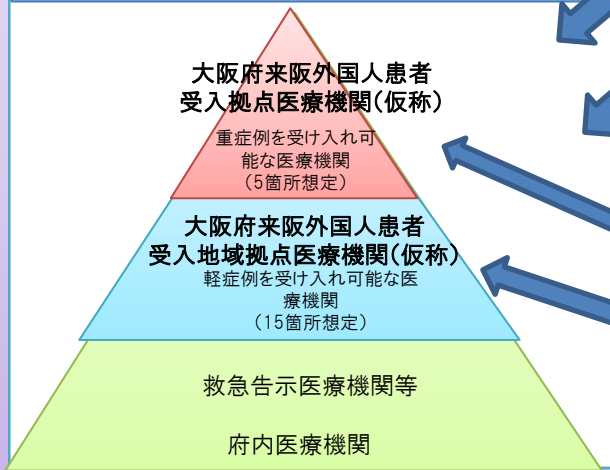 大阪府来阪外国人患者
受入拠点医療機関(仮称)
重症例を受け入れ可
能な医療機関
(5箇所想定)
大阪府来阪外国人患者
受入地域拠点医療機関(仮称)
軽症例を受け入れ可能な医
療機関
(15箇所想定)
救急告示医療機関等
府内医療機関